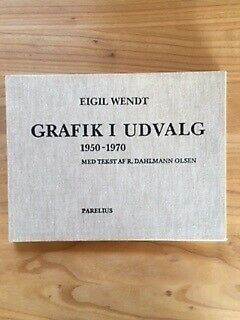 EIGIL WENDT
GRAFIK I UDVALG
1950-1970
MED TEKST AF R. DAHLMANN OLSEN
PARELIUS